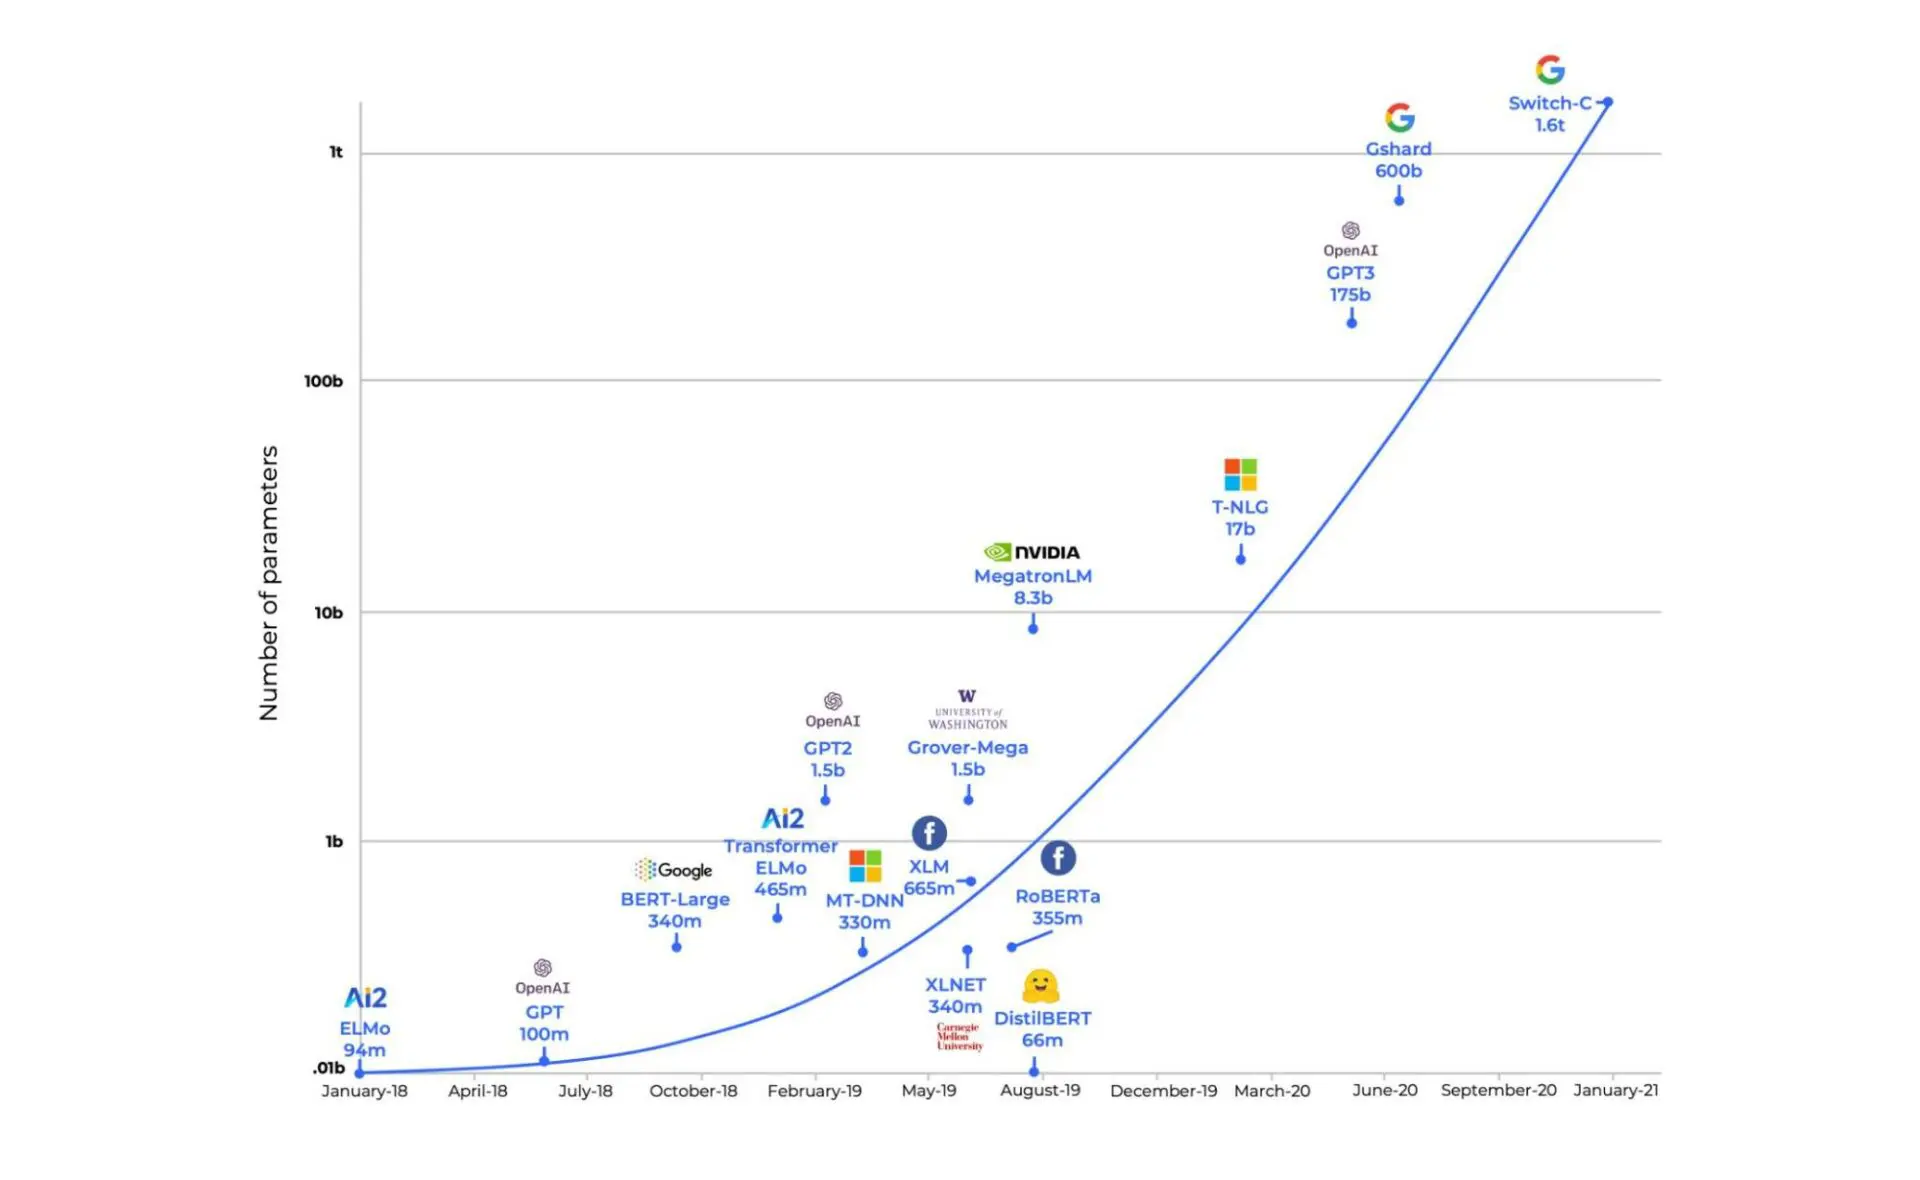 Number of parameters
1t
100b
10b
1b
.01b
Switch-C
1.6t
Gshard
600b
OpenAI
GPT3
175b
T-NLG
17b
NVIDIA
MegatronLM
8.3b
OpenAI
GPT2
1.5b
W
UNIVERSITY of
WASHINGTON
Grover-Mega
1.5b
Ai2
Transformer
ELMo
465m
Google
BERT-Large
340m
MT-DNN
330m
XLM
665m
RoBERTa
355m
XLNET
340m
Carnegie
Mellon
University
DistilBERT
66m
OpenAI
GPT
100m
Ai2
ELMo
94m
January-18
April-18
July-18
October-18
February-19
May-19
August-19
December-19
March-20
June-20
September-20
January-21